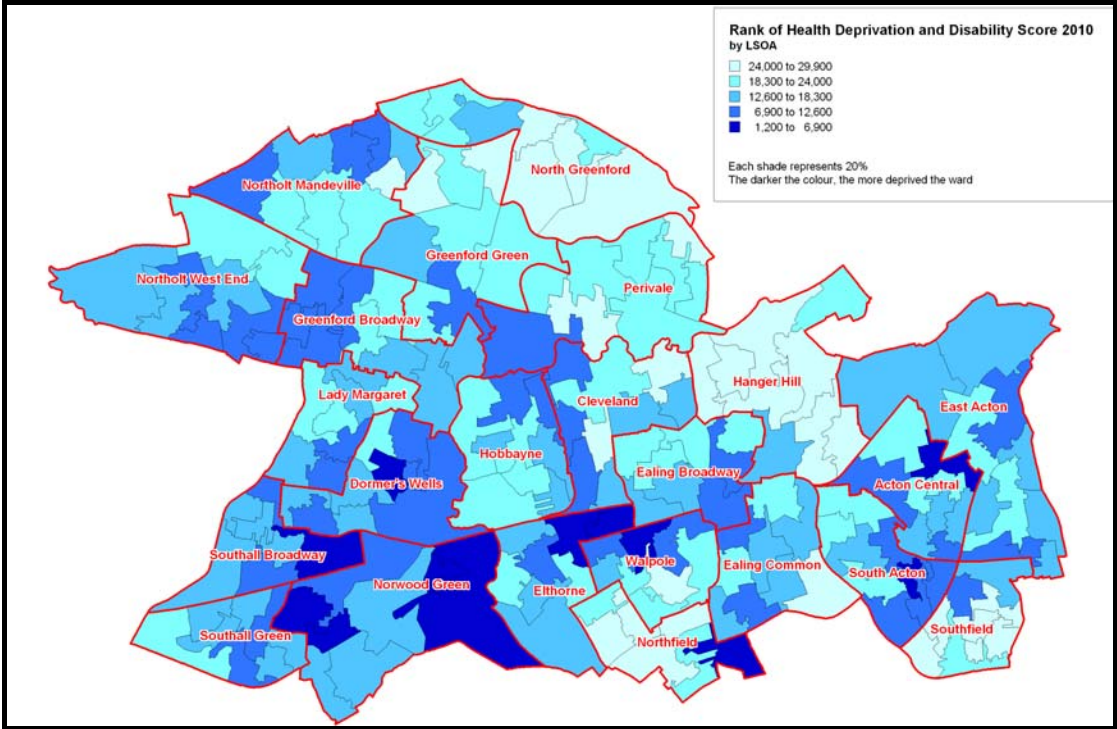 Rank of Health Deprivation and Disability Score 2010
by LSOA
24,000 to 29,900
18,300 to 24,000
12,600 to 18,300
6,900 to 12,600
1,200 to 6,900
Each shade represents 20%
The darker the colour, the more deprived the ward
North Greenford
Northolt Mandeville
Greenford Green
Northolt West End
Perivale
Greenford Broadway
Hanger Hill
Lady Margaret
Cleveland
East Acton
Hobbayne
Ealing Broadway
Dormer's Wells
Acton Central
Southall Broadway
Walpole
Ealing Common
South Acton
Norwood Green
Elthorne
Southall Green
Northfield
Southfield